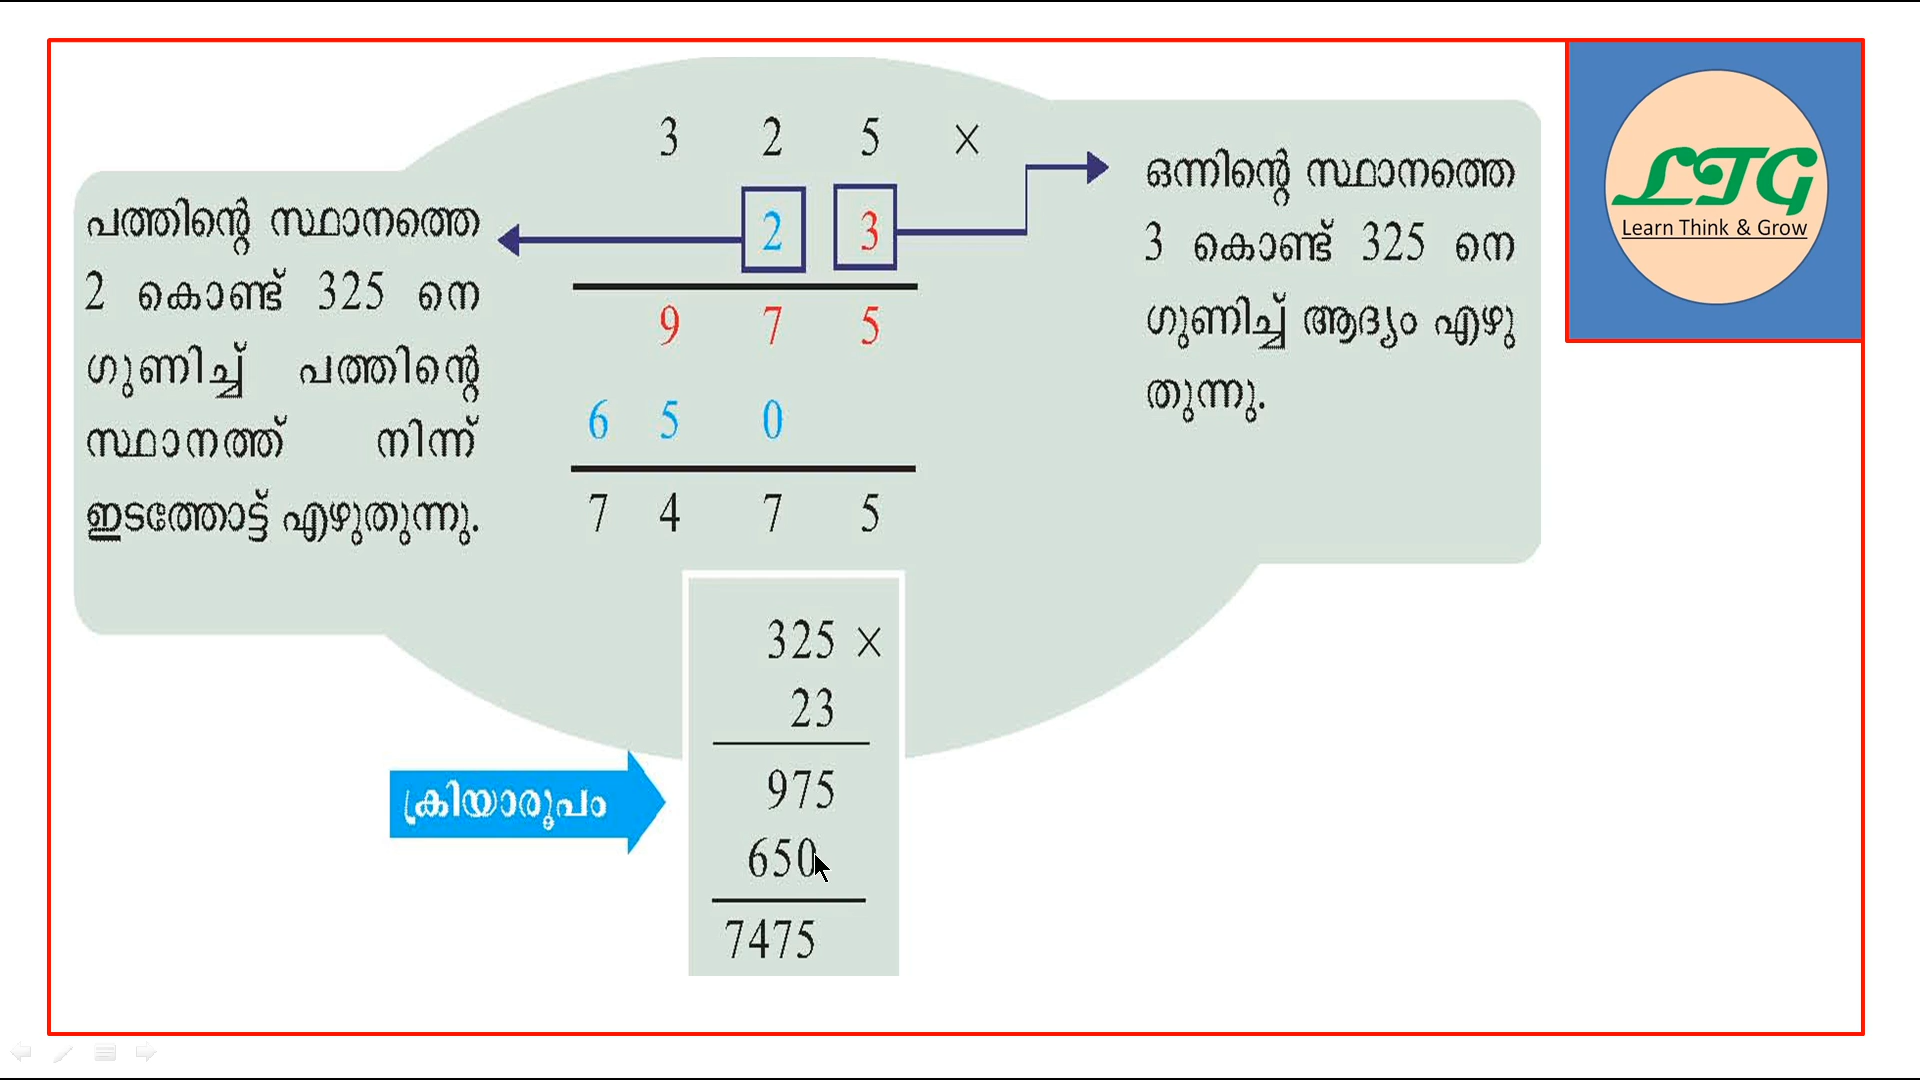 3 2 5 ×
2 3
9 7 5
6 5 0
7 4 7 5
പത്തിന്റെ സ്ഥാനത്തെ
2 കൊണ്ട് 325 നെ
ഗുണിച്ച് പത്തിന്റെ
സ്ഥാനത്ത് നിന്ന്
ഇടത്തോട്ട് എഴുതുന്നു.
ഒന്നിന്റെ സ്ഥാനത്തെ
3 കൊണ്ട് 325 നെ
ഗുണിച്ച് ആദ്യം എഴു
തുന്നു.
LTG
Learn Think & Grow
ക്രിയാരൂപം
325 ×
23
975
650
7475